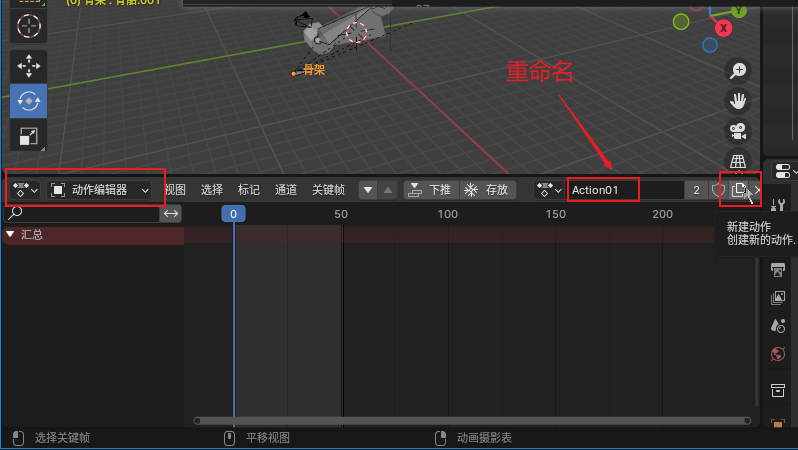 (0) 骨架 : 骨骼.001
Y
X
骨架
重命名
动作编辑器
视图
选择
标记
通道
关键帧
下推
存放
Action01
2
0
50
100
150
200
汇总
新建动作
创建新的动作.
选择关键帧
平移视图
动画摄影表